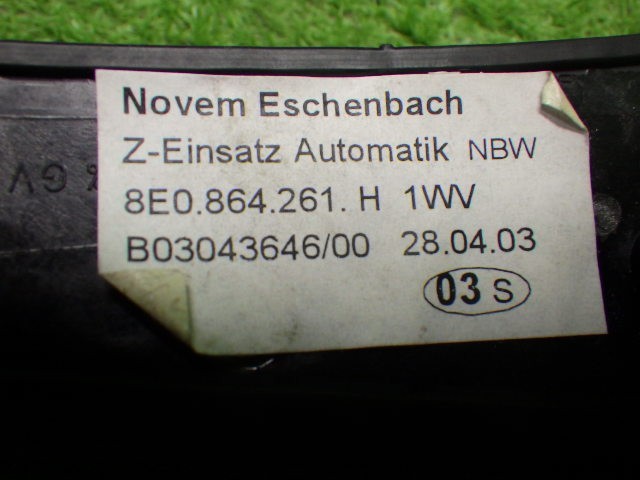 Novem Eschenbach
Z-Einsatz Automatik NBW
8E0.864.261. H 1WV
B03043646/00 28.04.03
03 S